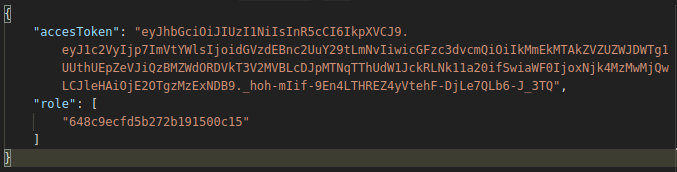 {
"accesToken": "eyJhbGciOiJIUzI1NiIsInR5cCI6IkpXVCJ9.
eyJ1c2VyIjp7ImVtYWlsIjoidGVzdEBnc2UuY29tLmNvIiwicGFzc3dvcmQiOiIkMmEkMTAkZVZUZWJDWTg1
UUthUEpZeVJiQzBMZWdORDVkT3V2MVBLcDJpMTNqTThUdW1JckRLNk11a20ifSwiaWF0IjoxNjk4MzMwMjQw
LCJleHAiOjE2OTgzMzExNDB9._hoh-mIif-9En4LTHREZ4yVtehF-DjLe7QLb6-J_3TQ",
"role": [
"648c9ecfd5b272b191500c15"
]
}